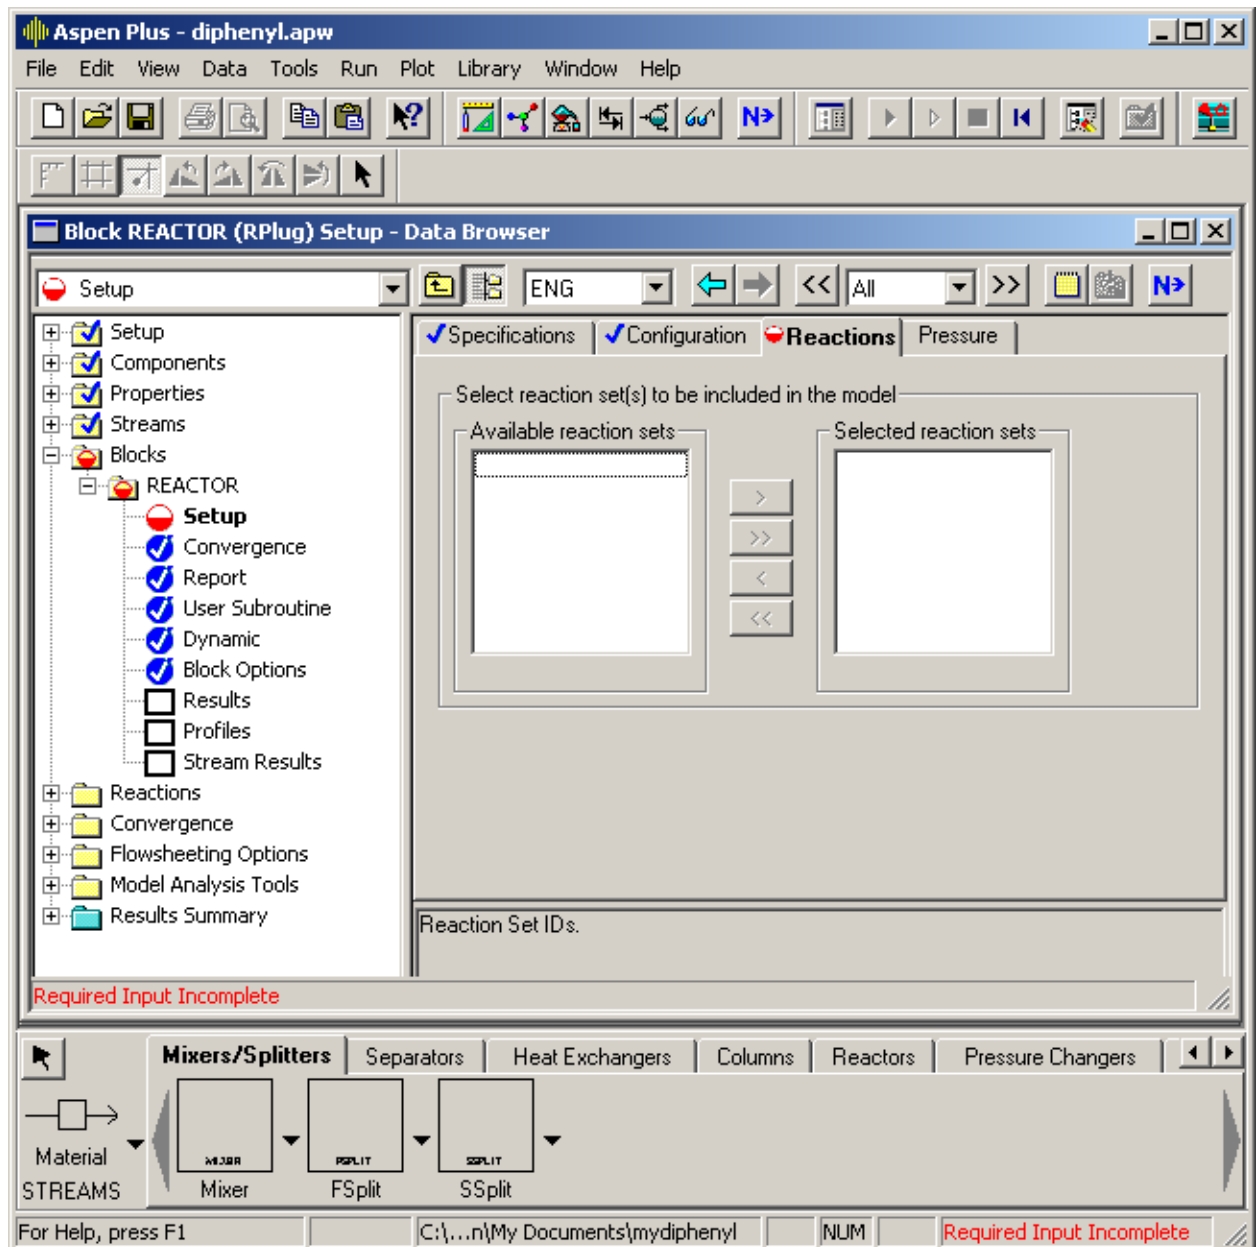 Aspen Plus - diphenyl.apw
File Edit View Data Tools Run Plot Library Window Help
N
Block REACTOR (RPlug) Setup - Data Browser
Setup
ENG
<< All >>
N
Setup
Components
Properties
Streams
Blocks
REACTOR
Setup
Convergence
Report
User Subroutine
Dynamic
Block Options
Results
Profiles
Stream Results
Reactions
Convergence
Flowsheeting Options
Model Analysis Tools
Results Summary
Specifications Configuration Reactions Pressure
Select reaction set(s) to be included in the model
Available reaction sets
Selected reaction sets
>
>>
<
<<
Reaction Set IDs.
Required Input Incomplete
Mixers/Splitters Separators Heat Exchangers Columns Reactors Pressure Changers
Material
STREAMS
MIXER
Mixer
FSPLIT
FSplit
SSPLIT
SSplit
For Help, press F1
C:\...n\My Documents\mydiphenyl
NUM
Required Input Incomplete